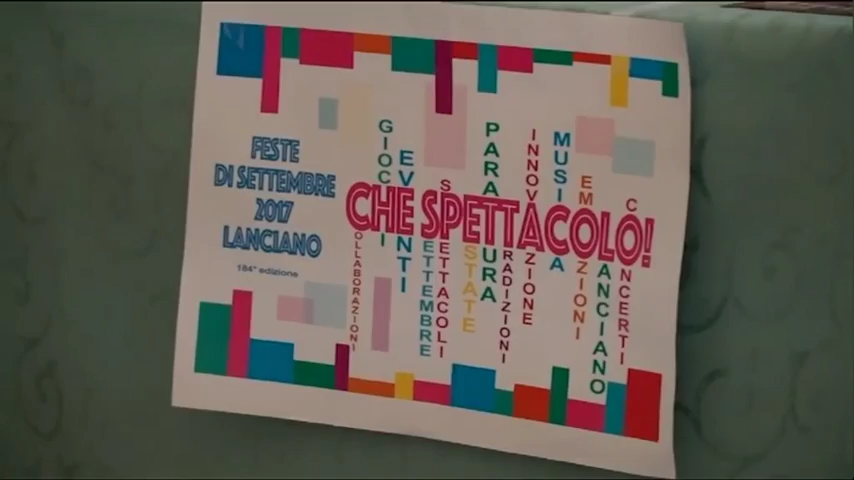 FESTE
DI SETTEMBRE
2017
LANCIANO
184ª edizione
CHE SPETTACOLO!
COLLABORAZIONI
GIOCHI
EVENTI
SETTEMBRE
SPETTACOLI
ESTATE
PARATURA
TRADIZIONI
INNOVAZIONE
MUSICA
EMOZIONI
LANCIANO
CONCERTI